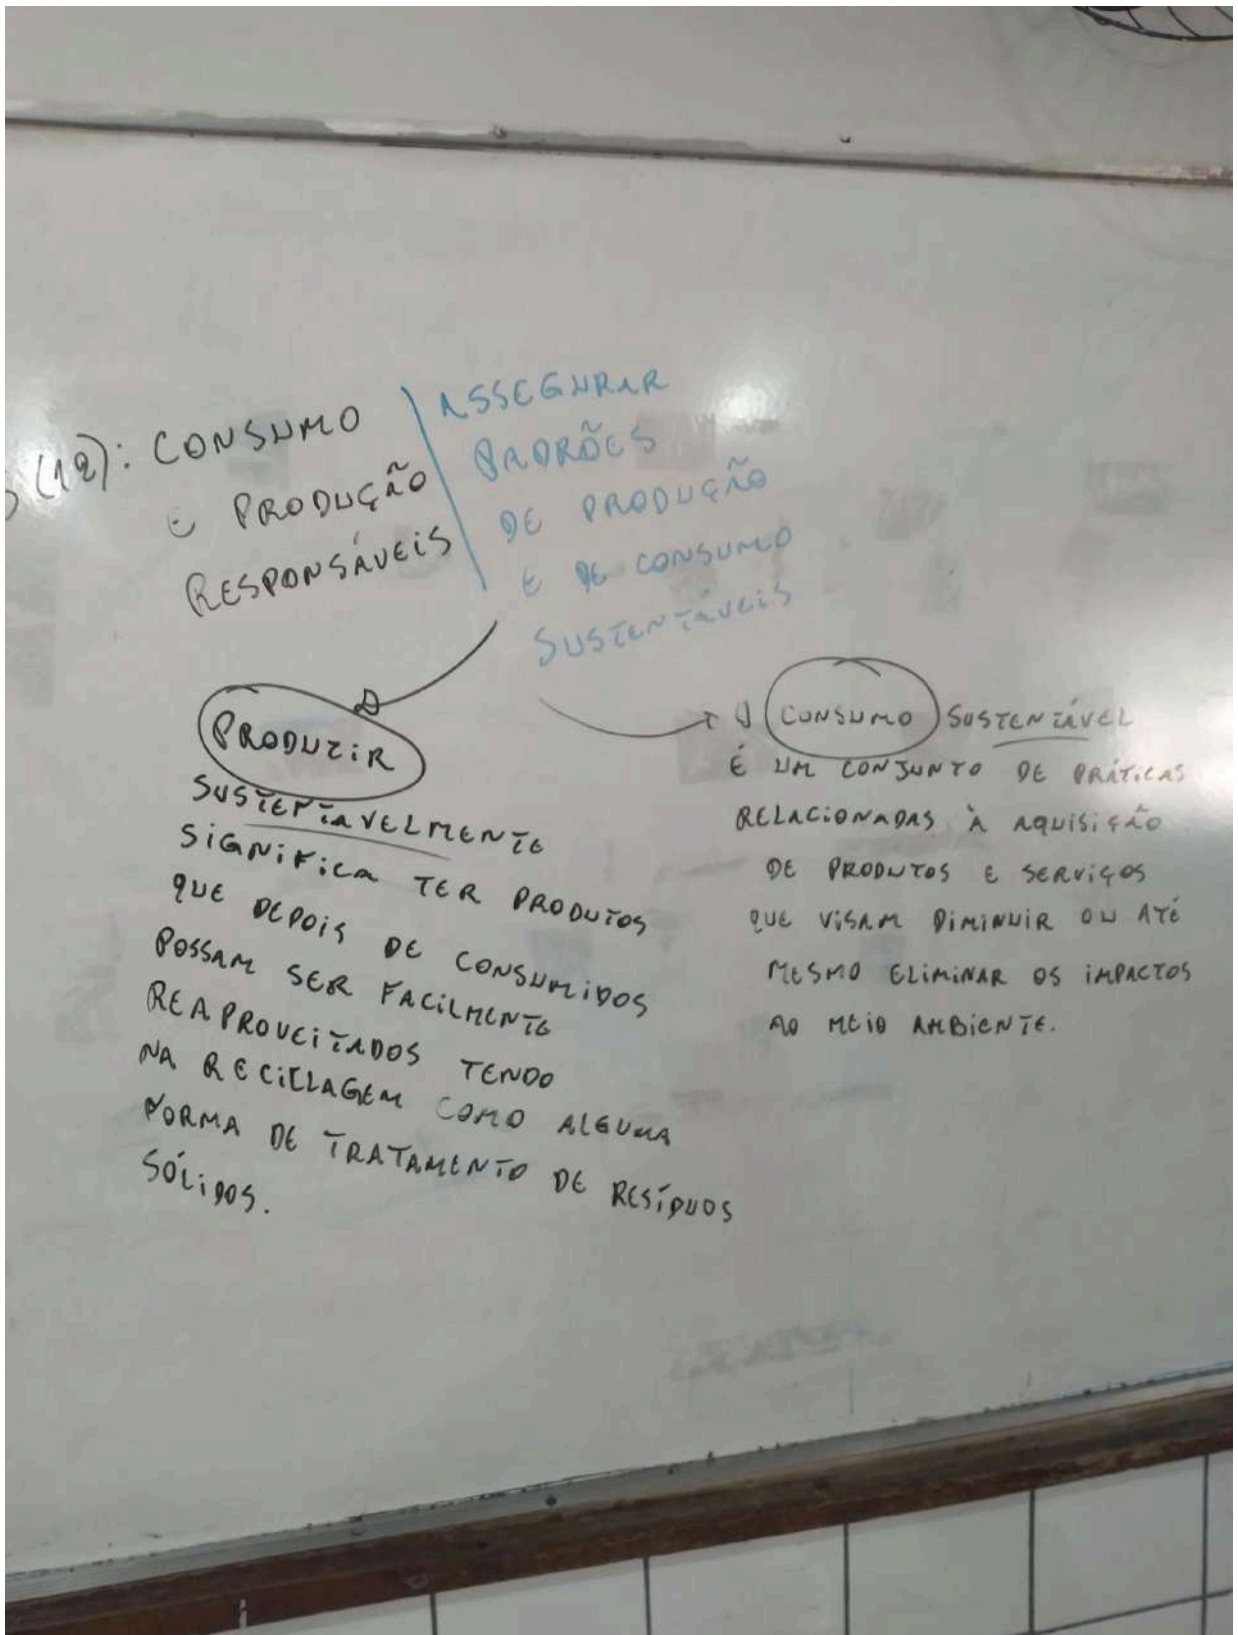 (12): CONSUMO
E PRODUÇÃO
RESPONSÁVEIS
ASSEGURAR
PADRÕES
DE PRODUÇÃO
E DE CONSUMO
SUSTENTÁVEIS
PRODUZIR
SUSTENTAVELMENTE
SIGNIFICA TER PRODUTOS
QUE DEPOIS DE CONSUMIDOS
POSSAM SER FACILMENTE
REAPROVEITADOS TENDO
NA RECICLAGEM COMO ALGUMA
FORMA DE TRATAMENTO DE RESÍDUOS
SÓLIDOS.
CONSUMO SUSTENTÁVEL
É UM CONJUNTO DE PRÁTICAS
RELACIONADAS À AQUISIÇÃO
DE PRODUTOS E SERVIÇOS
QUE VISAM DIMINUIR OU ATÉ
MESMO ELIMINAR OS IMPACTOS
AO MEIO AMBIENTE.